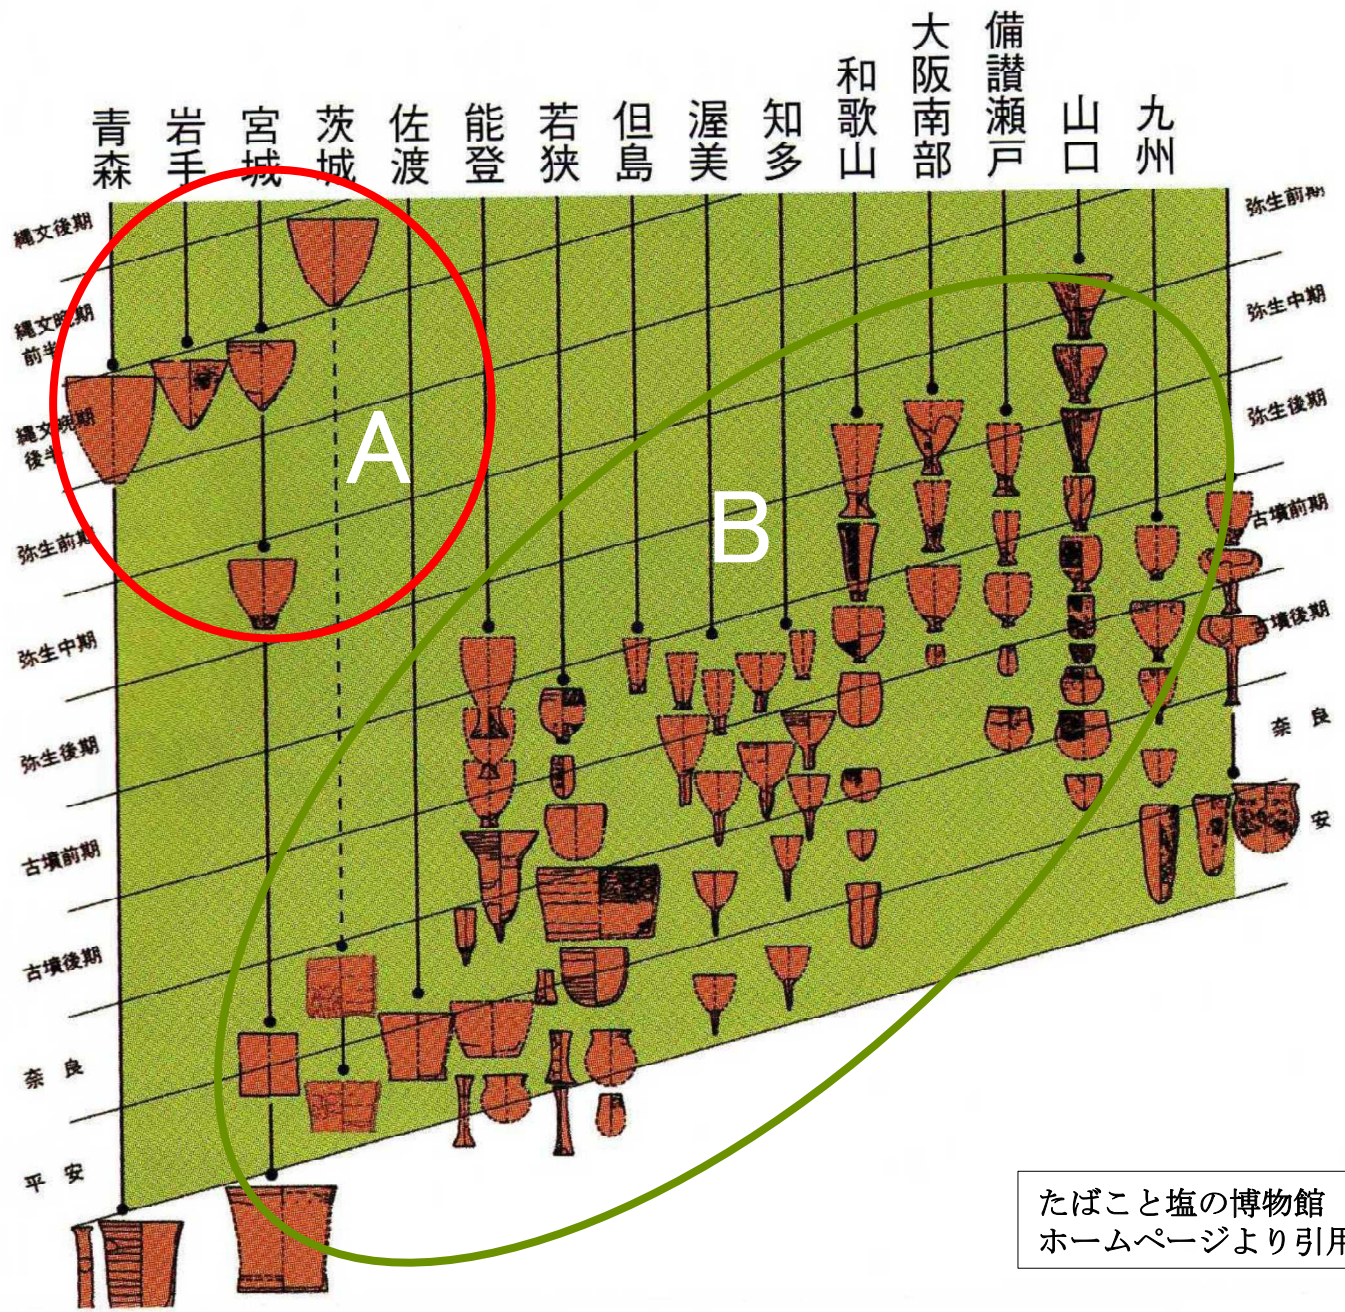 青森
岩手
宮城
茨城
佐渡
能登
若狭
但島
渥美
知多
和歌山
大阪南部
備讃瀬戸
山口
九州
縄文後期
縄文晩期
前半
縄文晩期
後半
弥生前期
弥生中期
弥生後期
古墳前期
古墳後期
奈良
平安
弥生前期
弥生中期
弥生後期
古墳前期
古墳後期
奈良
安
A
B
たばこと塩の博物館
ホームページより引用